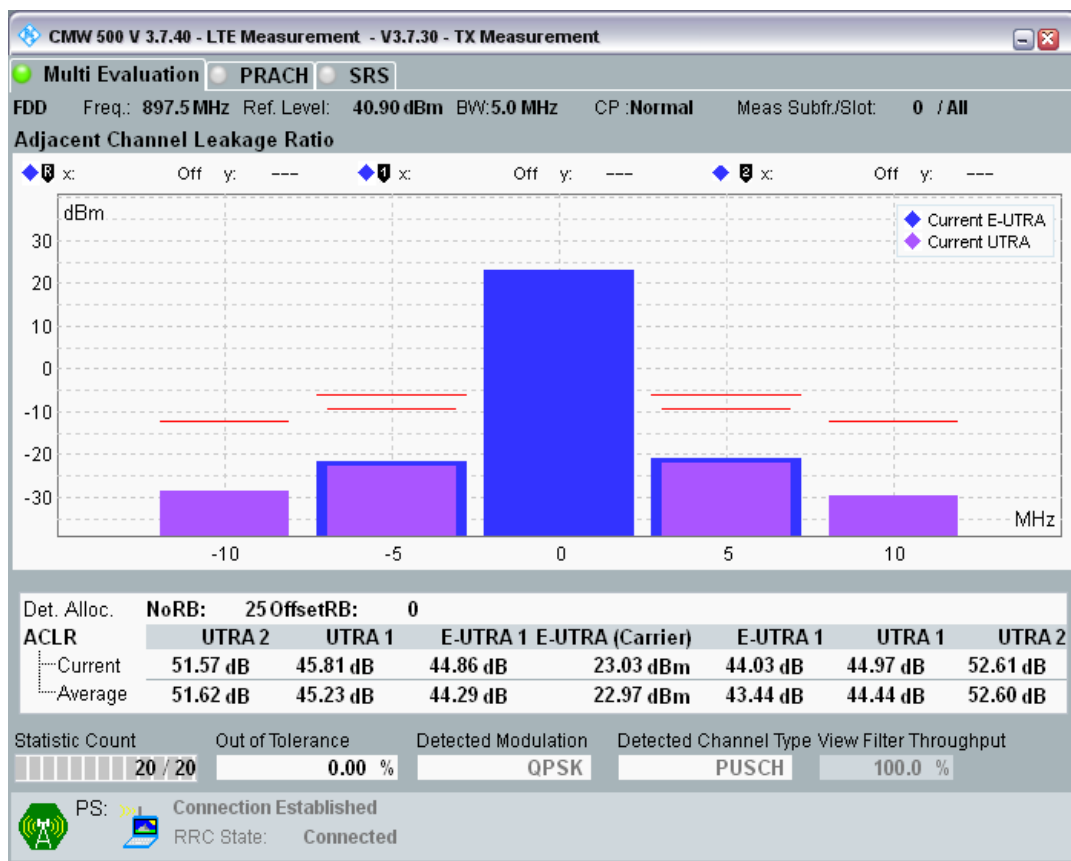 CMW 500 V 3.7.40 - LTE Measurement - V3.7.30 - TX Measurement
Multi Evaluation PRACH SRS
FDD Freq.: 897.5 MHz Ref. Level: 40.90 dBm BW:5.0 MHz CP :Normal Meas Subfr./Slot: 0 / All
Adjacent Channel Leakage Ratio
R x: Off y: --- 1 x: Off y: --- 2 x: Off y: ---
dBm
Current E-UTRA
Current UTRA
30
20
10
0
-10
-20
-30
MHz
-10 -5 0 5 10
Det. Alloc. NoRB: 25 OffsetRB: 0
ACLR UTRA 2 UTRA 1 E-UTRA 1 E-UTRA (Carrier) E-UTRA 1 UTRA 1 UTRA 2
Current 51.57 dB 45.81 dB 44.86 dB 23.03 dBm 44.03 dB 44.97 dB 52.61 dB
Average 51.62 dB 45.23 dB 44.29 dB 22.97 dBm 43.44 dB 44.44 dB 52.60 dB
Statistic Count Out of Tolerance Detected Modulation Detected Channel Type View Filter Throughput
20 / 20 0.00 % QPSK PUSCH 100.0 %
PS: Connection Established
RRC State: Connected